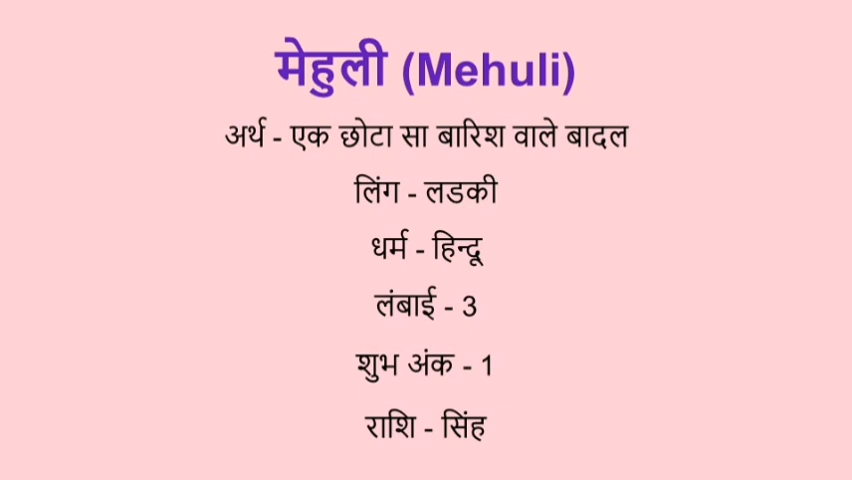 मेहुली (Mehuli)
अर्थ - एक छोटा सा बारिश वाले बादल
लिंग - लडकी
धर्म - हिन्दू
लंबाई - 3
शुभ अंक - 1
राशि - सिंह